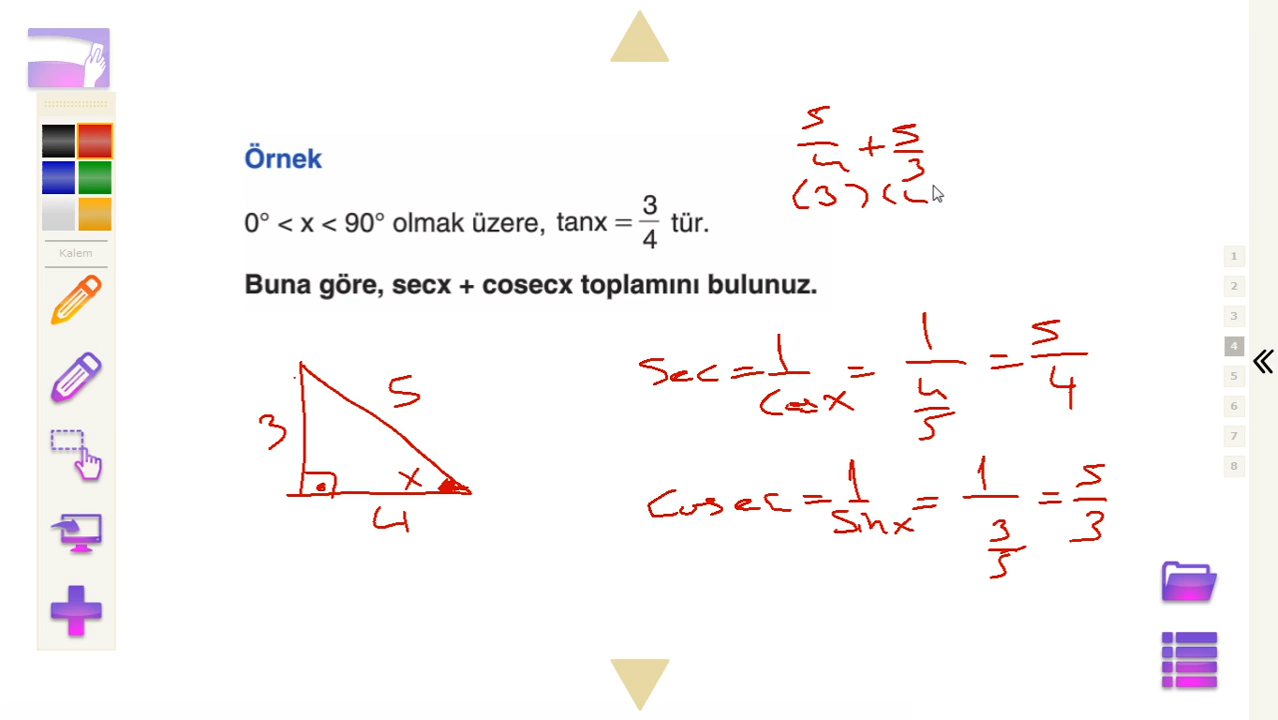 Örnek
0° < x < 90° olmak üzere, tanx = 3/4 tür.
Buna göre, secx + cosecx toplamını bulunuz.
5/4 + 5/3
(3) (4
3
5
x
4
Sec = 1/Cosx = 1/(4/5) = 5/4
Cosec = 1/Sinx = 1/(3/5) = 5/3
Kalem
1
2
3
4
5
6
7
8